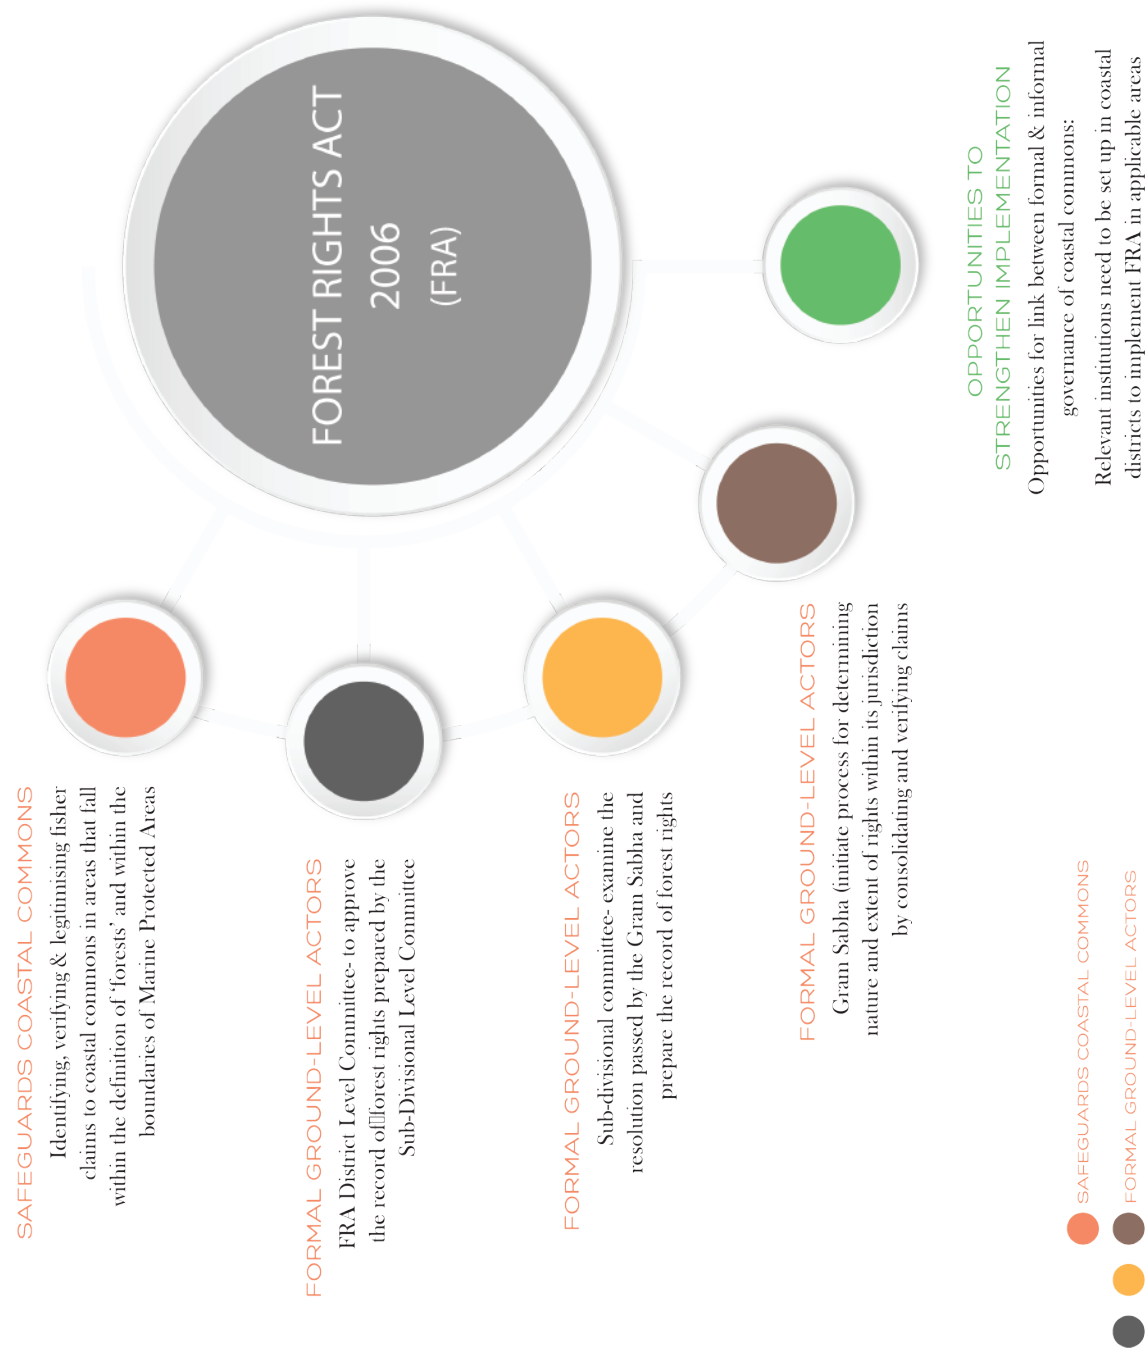 FOREST RIGHTS ACT
2006
(FRA)
SAFEGUARDS COASTAL COMMONS
Identifying, verifying & legitimising fisher
claims to coastal commons in areas that fall
within the definition of 'forests' and within the
boundaries of Marine Protected Areas
FORMAL GROUND-LEVEL ACTORS
FRA District Level Committee- to approve
the record of forest rights prepared by the
Sub-Divisional Level Committee
FORMAL GROUND-LEVEL ACTORS
Sub-divisional committee- examine the
resolution passed by the Gram Sabha and
prepare the record of forest rights
FORMAL GROUND-LEVEL ACTORS
Gram Sabha (initiate process for determining
nature and extent of rights within its jurisdiction
by consolidating and verifying claims
OPPORTUNITIES TO
STRENGTHEN IMPLEMENTATION
Opportunities for link between formal & informal
governance of coastal commons:
Relevant institutions need to be set up in coastal
districts to implement FRA in applicable areas
SAFEGUARDS COASTAL COMMONS
FORMAL GROUND-LEVEL ACTORS